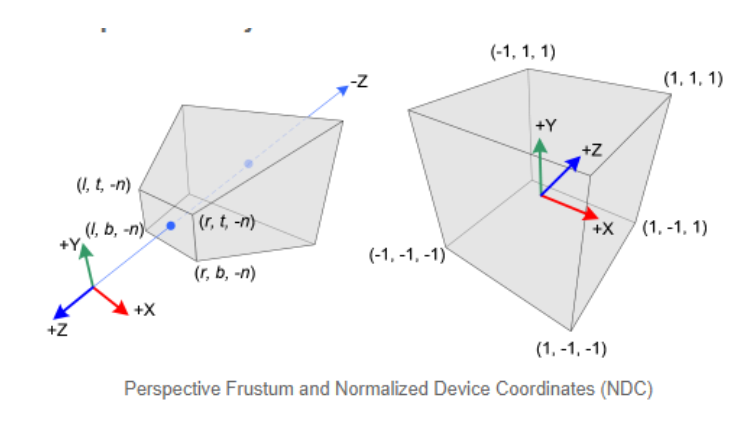 -Z
(l, t, -n)
(l, b, -n)
(r, t, -n)
(r, b, -n)
+Y
+X
+Z
(-1, 1, 1)
(1, 1, 1)
+Y
+Z
+X
(1, -1, 1)
(-1, -1, -1)
(1, -1, -1)
Perspective Frustum and Normalized Device Coordinates (NDC)